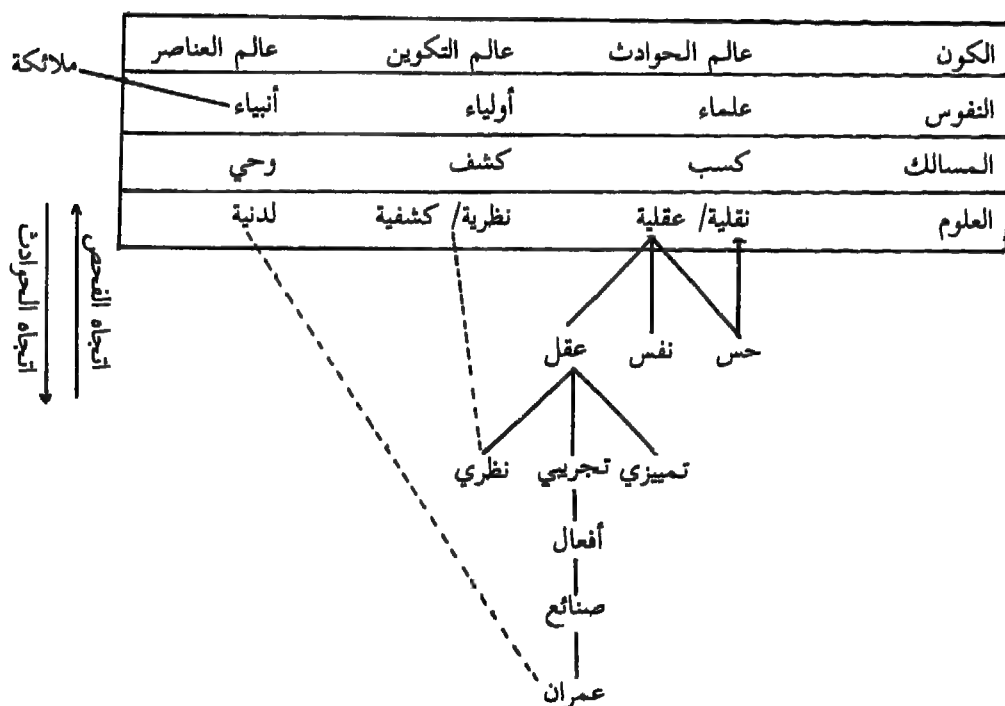 الكون عالم الحوادث عالم التكوين عالم العناصر
ملائكة
النفوس علماء أولياء أنبياء
المسالك كسب كشف وحي
العلوم نقلية/ عقلية نظرية/ كشفية لدنية
اتجاه الفحص
اتجاه الحوادث
حس نفس عقل
تمييزي تجريبي نظري
أفعال
صنائع
عمران